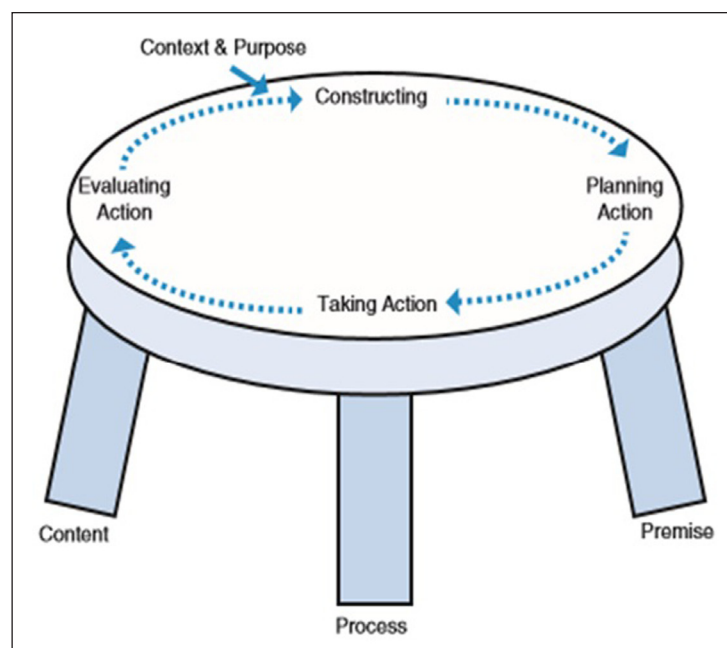 Context & Purpose
Constructing
Evaluating
Action
Planning
Action
Taking Action
Content
Premise
Process